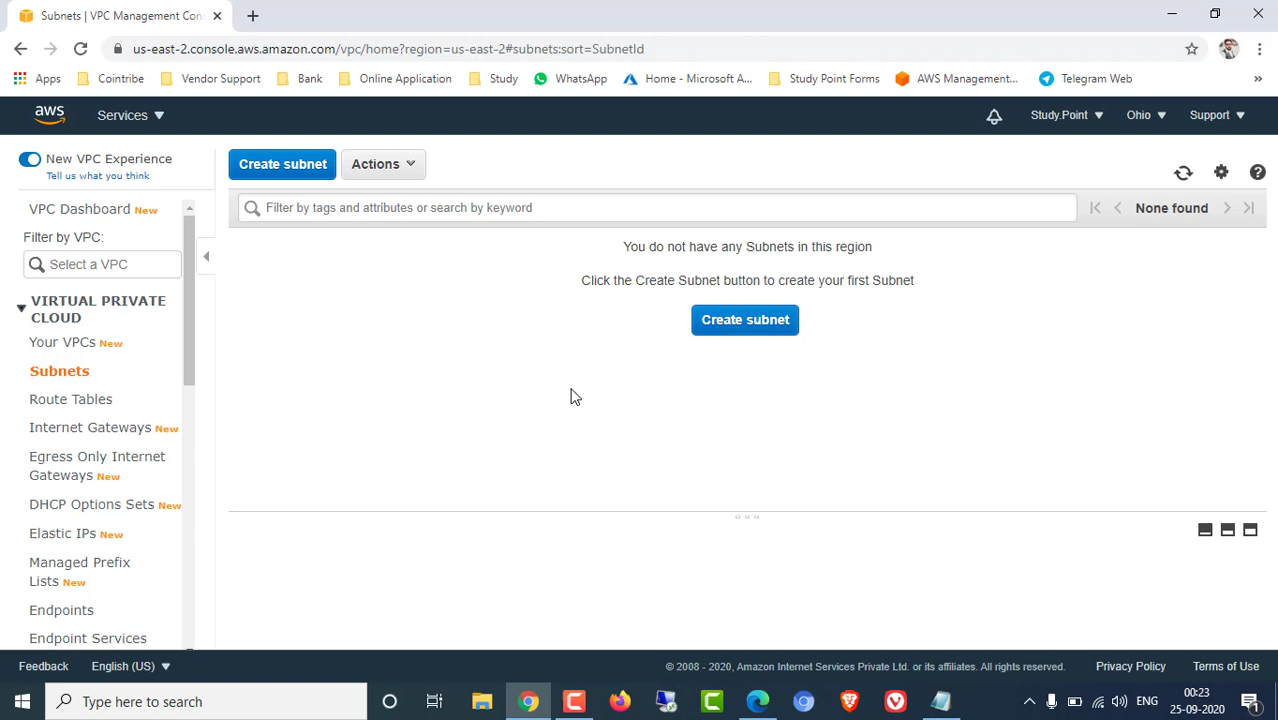 Subnets | VPC Management Con
us-east-2.console.aws.amazon.com/vpc/home?region=us-east-2#subnets:sort=SubnetId
Apps Cointribe Vendor Support Bank Online Application Study WhatsApp Home - Microsoft A... Study Point Forms AWS Management... Telegram Web »
aws Services Study.Point Ohio Support
New VPC Experience
Tell us what you think
Create subnet Actions
VPC Dashboard New
Filter by tags and attributes or search by keyword
None found
Filter by VPC:
Select a VPC
You do not have any Subnets in this region
Click the Create Subnet button to create your first Subnet
Create subnet
VIRTUAL PRIVATE
CLOUD
Your VPCs New
Subnets
Route Tables
Internet Gateways New
Egress Only Internet
Gateways New
DHCP Options Sets New
Elastic IPs New
Managed Prefix
Lists New
Endpoints
Endpoint Services
Feedback English (US) © 2008 - 2020, Amazon Internet Services Private Ltd. or its affiliates. All rights reserved. Privacy Policy Terms of Use
Type here to search
ENG
00:23
25-09-2020
1